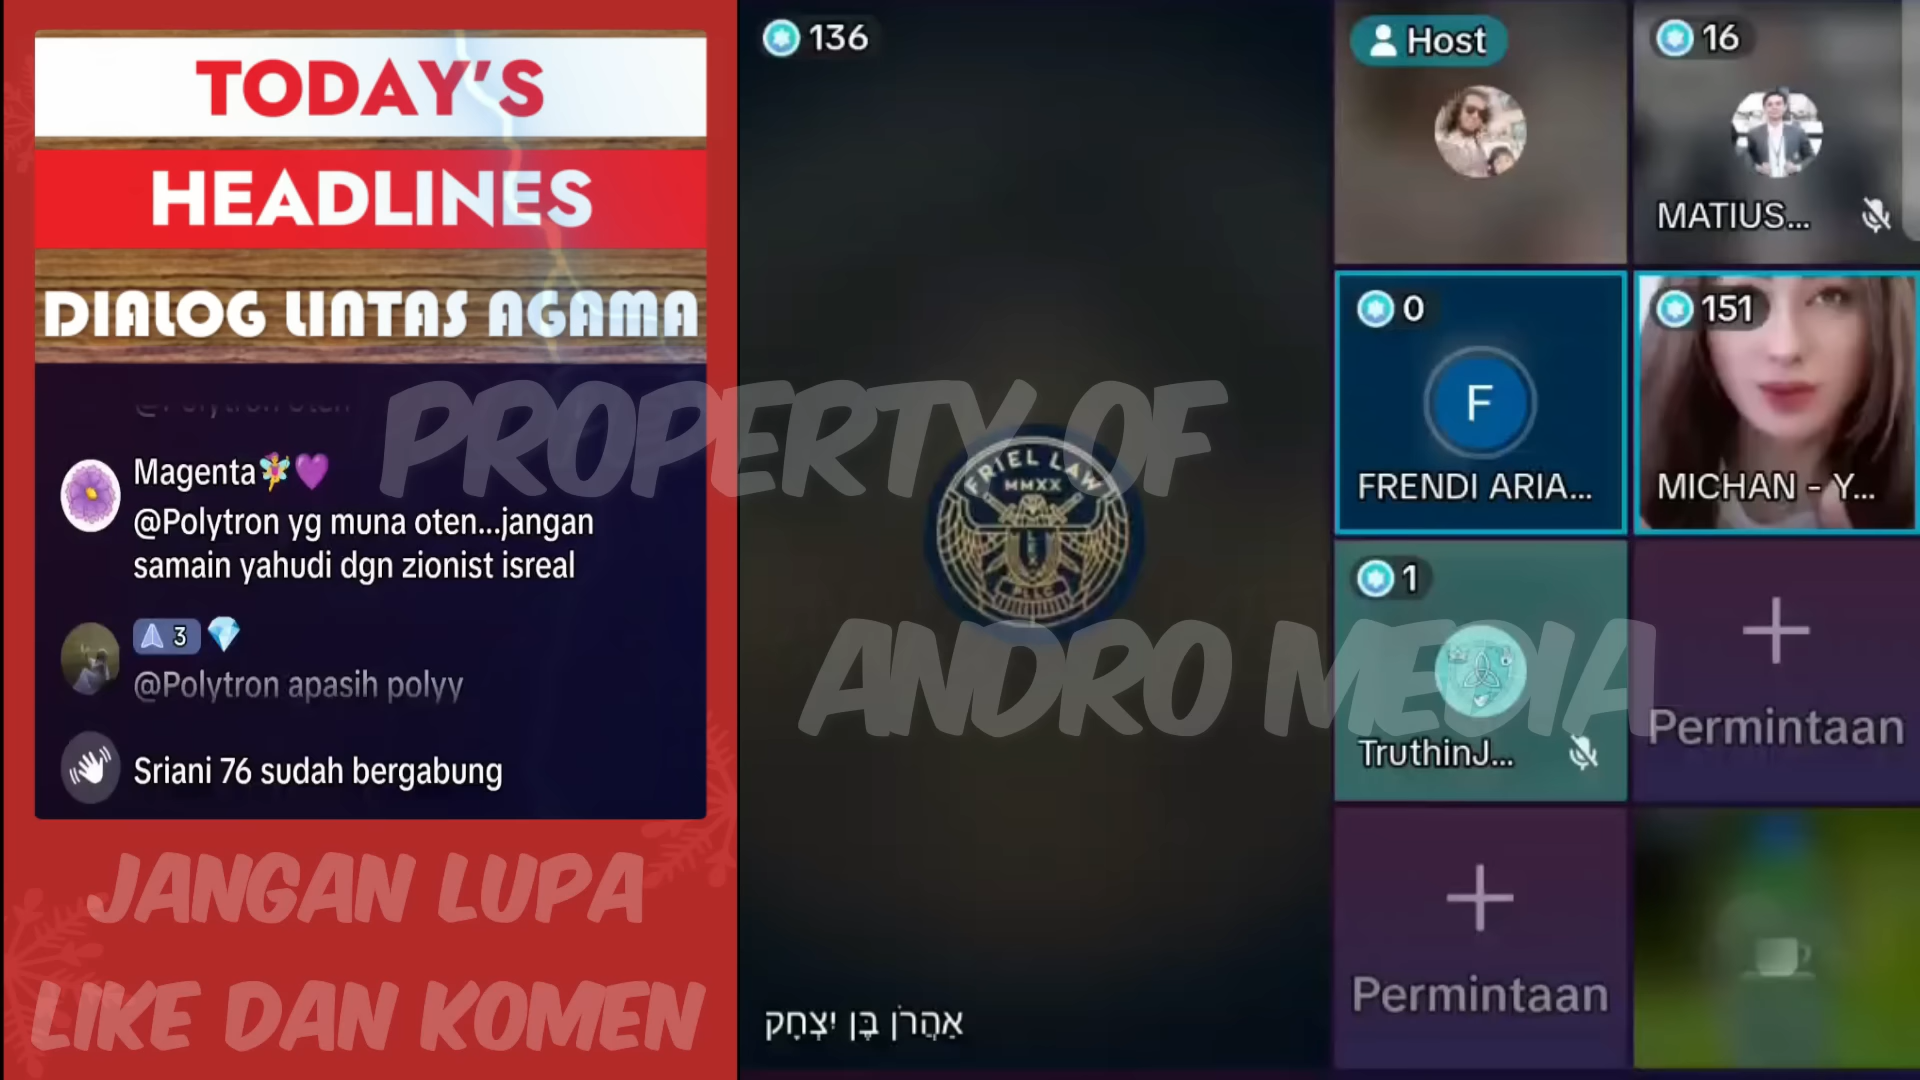 TODAY'S
HEADLINES
DIALOG LINTAS AGAMA
Magenta🧚💜
@Polytron yg muna oten...jangan
samain yahudi dgn zionist isreal
3 💎
@Polytron apasih polyy
Sriani 76 sudah bergabung
JANGAN LUPA
LIKE DAN KOMEN
PROPERTY OF
ANDRO MEDIA
136
FRIEL LAW
MMXX
PLLC
אַהֲרֹן בֶּן יִצְחָק
Host
16
MATIUS...
0
F
FRENDI ARIA...
151
MICHAN - Y...
1
TruthinJ...
Permintaan
Permintaan